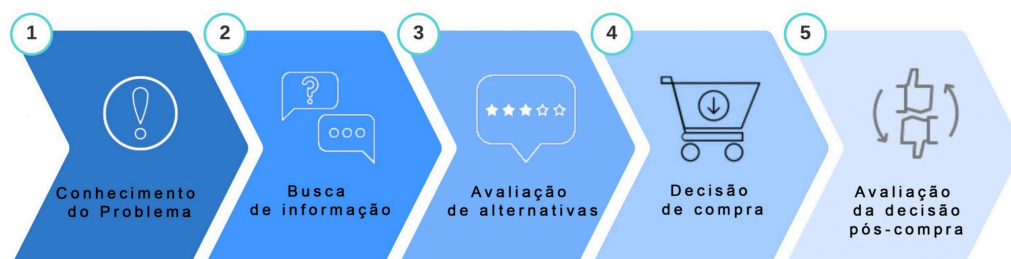 1
2
3
4
5
?
Conhecimento
do Problema
Busca
de informação
Avaliação
de alternativas
Decisão
de compra
Avaliação
da decisão
pós-compra